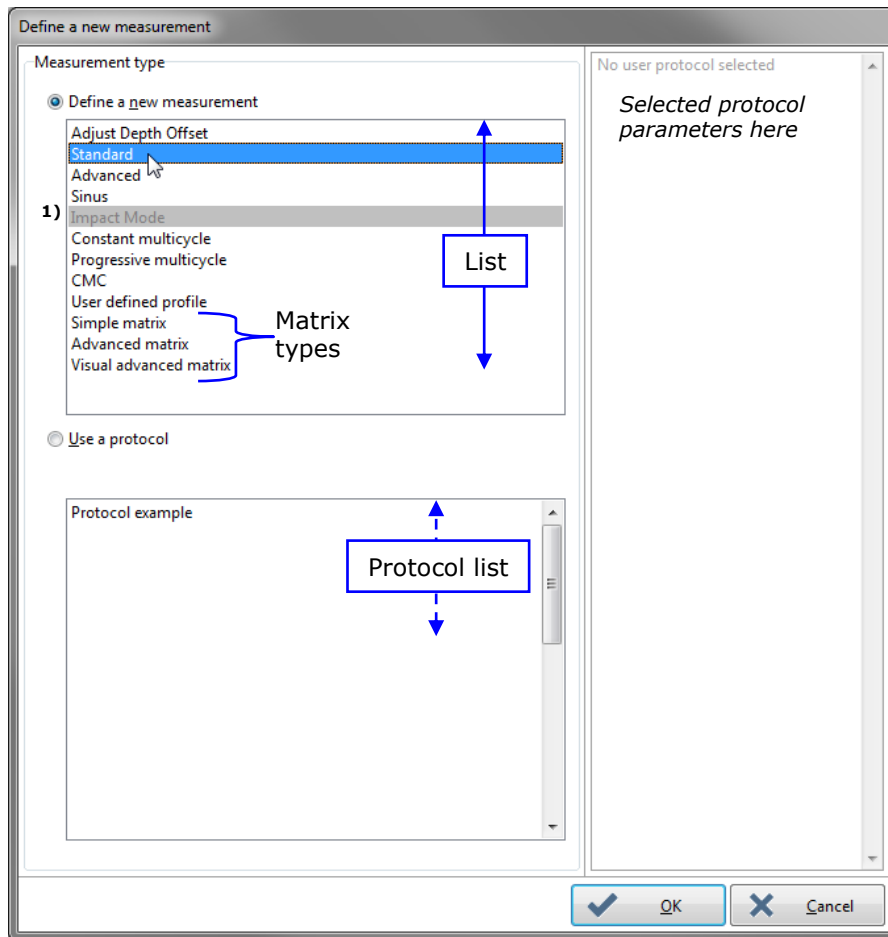 Define a new measurement
Measurement type
Define a new measurement
Adjust Depth Offset
Standard
Advanced
Sinus
1)
Impact Mode
Constant multicycle
Progressive multicycle
CMC
User defined profile
Simple matrix
Advanced matrix
Visual advanced matrix
List
Matrix
types
Use a protocol
Protocol example
Protocol list
No user protocol selected
Selected protocol
parameters here
OK
Cancel